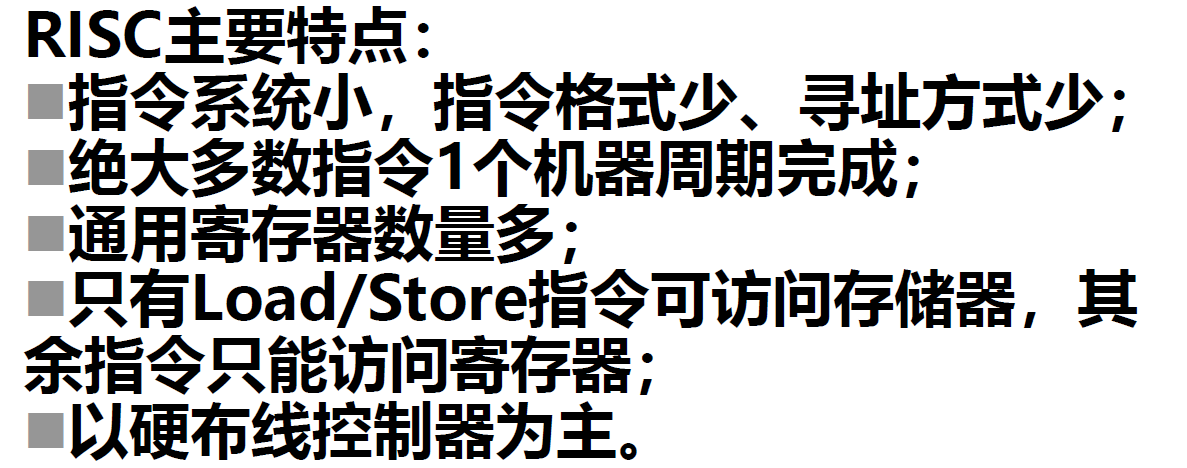 RISC主要特点：
■指令系统小，指令格式少、寻址方式少；
■绝大多数指令1个机器周期完成；
■通用寄存器数量多；
■只有Load/Store指令可访问存储器，其
余指令只能访问寄存器；
■以硬布线控制器为主。